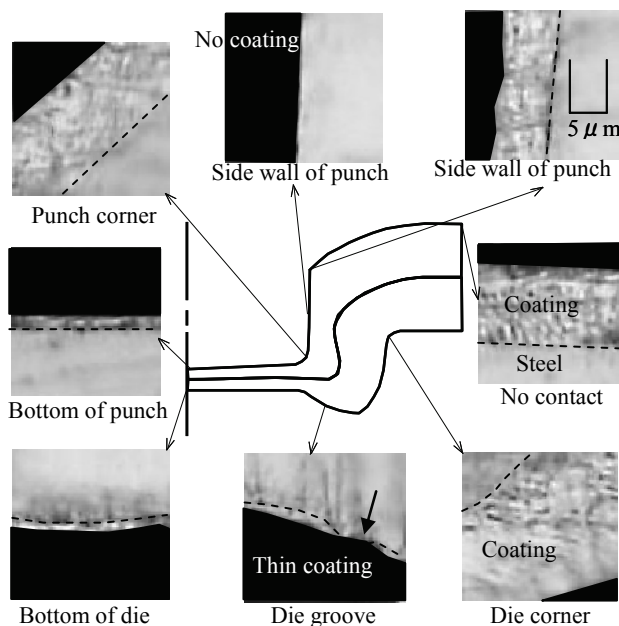 No coating
5 μ m
Side wall of punch
Side wall of punch
Punch corner
Coating
Steel
Bottom of punch
No contact
Thin coating
Coating
Bottom of die
Die groove
Die corner